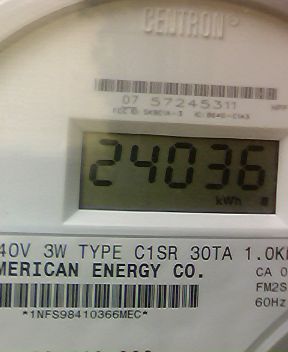 CENTRON®
07 57245311
24036
kWh
40V 3W TYPE C1SR 30TA 1.0K
MERICAN ENERGY CO.
CA 0
FM2S
60Hz
*1NFS98410366MEC*